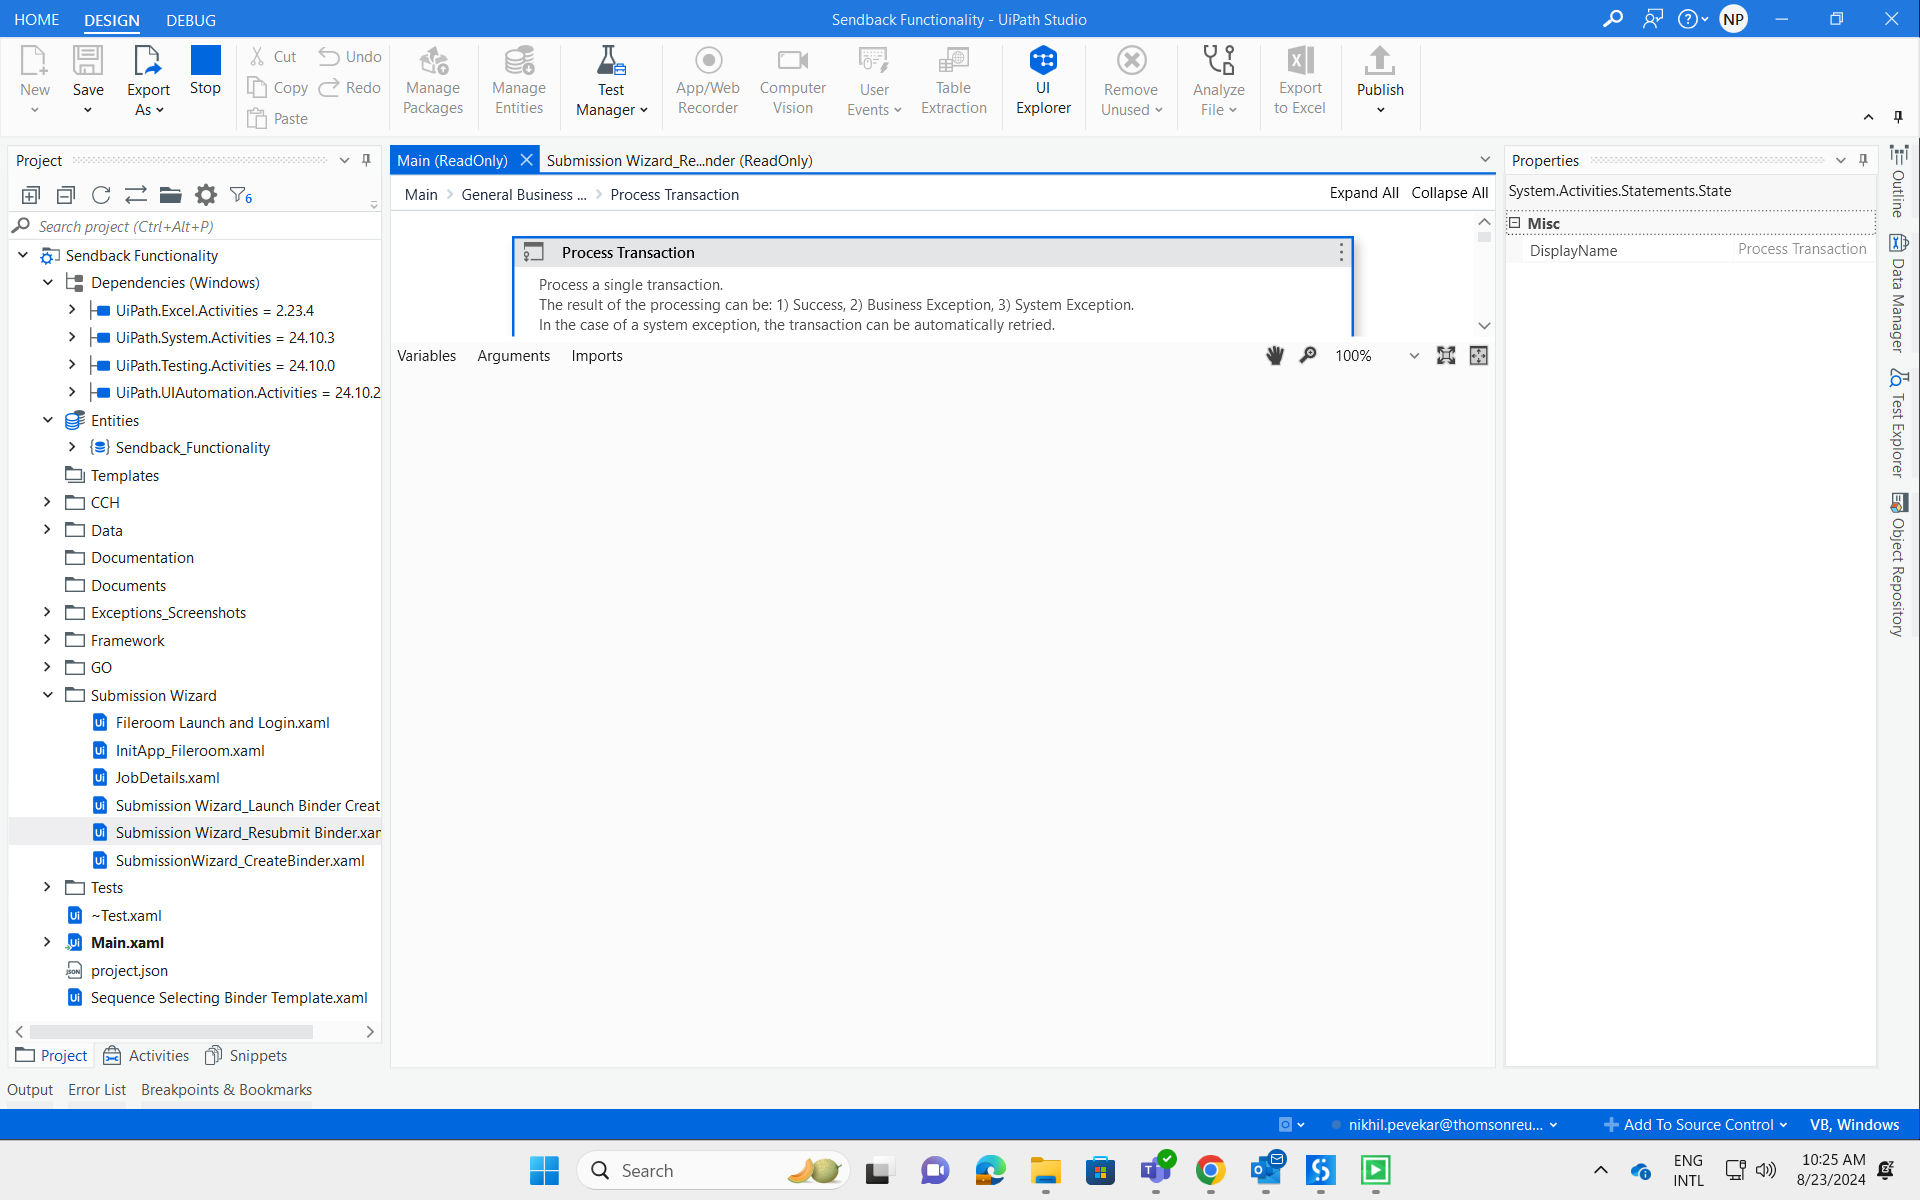 HOME
DESIGN
DEBUG
Sendback Functionality - UiPath Studio
NP
New
Save
Export
As
Stop
Cut
Copy
Paste
Undo
Redo
Manage
Packages
Manage
Entities
Test
Manager
App/Web
Recorder
Computer
Vision
User
Events
Table
Extraction
UI
Explorer
Remove
Unused
Analyze
File
Export
to Excel
Publish
Project
6
Search project (Ctrl+Alt+P)
Sendback Functionality
Dependencies (Windows)
UiPath.Excel.Activities = 2.23.4
UiPath.System.Activities = 24.10.3
UiPath.Testing.Activities = 24.10.0
UiPath.UIAutomation.Activities = 24.10.2
Entities
Sendback_Functionality
Templates
CCH
Data
Documentation
Documents
Exceptions_Screenshots
Framework
GO
Submission Wizard
Fileroom Launch and Login.xaml
InitApp_Fileroom.xaml
JobDetails.xaml
Submission Wizard_Launch Binder Creat
Submission Wizard_Resubmit Binder.xam
SubmissionWizard_CreateBinder.xaml
Tests
~Test.xaml
Main.xaml
project.json
Sequence Selecting Binder Template.xaml
Project
Activities
Snippets
Main (ReadOnly)
Submission Wizard_Re...nder (ReadOnly)
Main
General Business ...
Process Transaction
Expand All
Collapse All
Process Transaction
Process a single transaction.
The result of the processing can be: 1) Success, 2) Business Exception, 3) System Exception.
In the case of a system exception, the transaction can be automatically retried.
Variables
Arguments
Imports
100%
Properties
System.Activities.Statements.State
Misc
DisplayName
Process Transaction
Outline
Data Manager
Test Explorer
Object Repository
Output
Error List
Breakpoints & Bookmarks
nikhil.pevekar@thomsonreu...
Add To Source Control
VB, Windows
Search
ENG
INTL
10:25 AM
8/23/2024